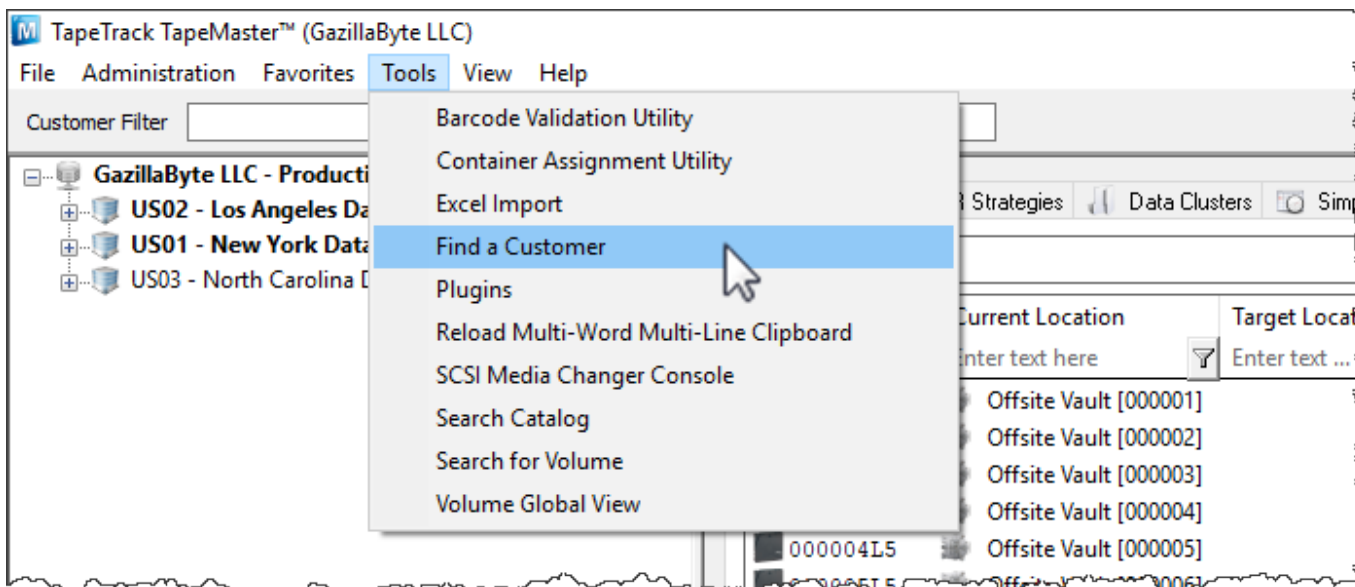 TapeTrack TapeMaster™ (GazillaByte LLC)
File Administration Favorites Tools View Help
Customer Filter
Barcode Validation Utility
Container Assignment Utility
Excel Import
Find a Customer
Plugins
Reload Multi-Word Multi-Line Clipboard
SCSI Media Changer Console
Search Catalog
Search for Volume
Volume Global View
GazillaByte LLC - Producti
US02 - Los Angeles Da
US01 - New York Data
US03 - North Carolina
Strategies Data Clusters Simp
Current Location Target Locat
Enter text here Enter text ...
Offsite Vault [000001]
Offsite Vault [000002]
Offsite Vault [000003]
Offsite Vault [000004]
000004L5 Offsite Vault [000005]